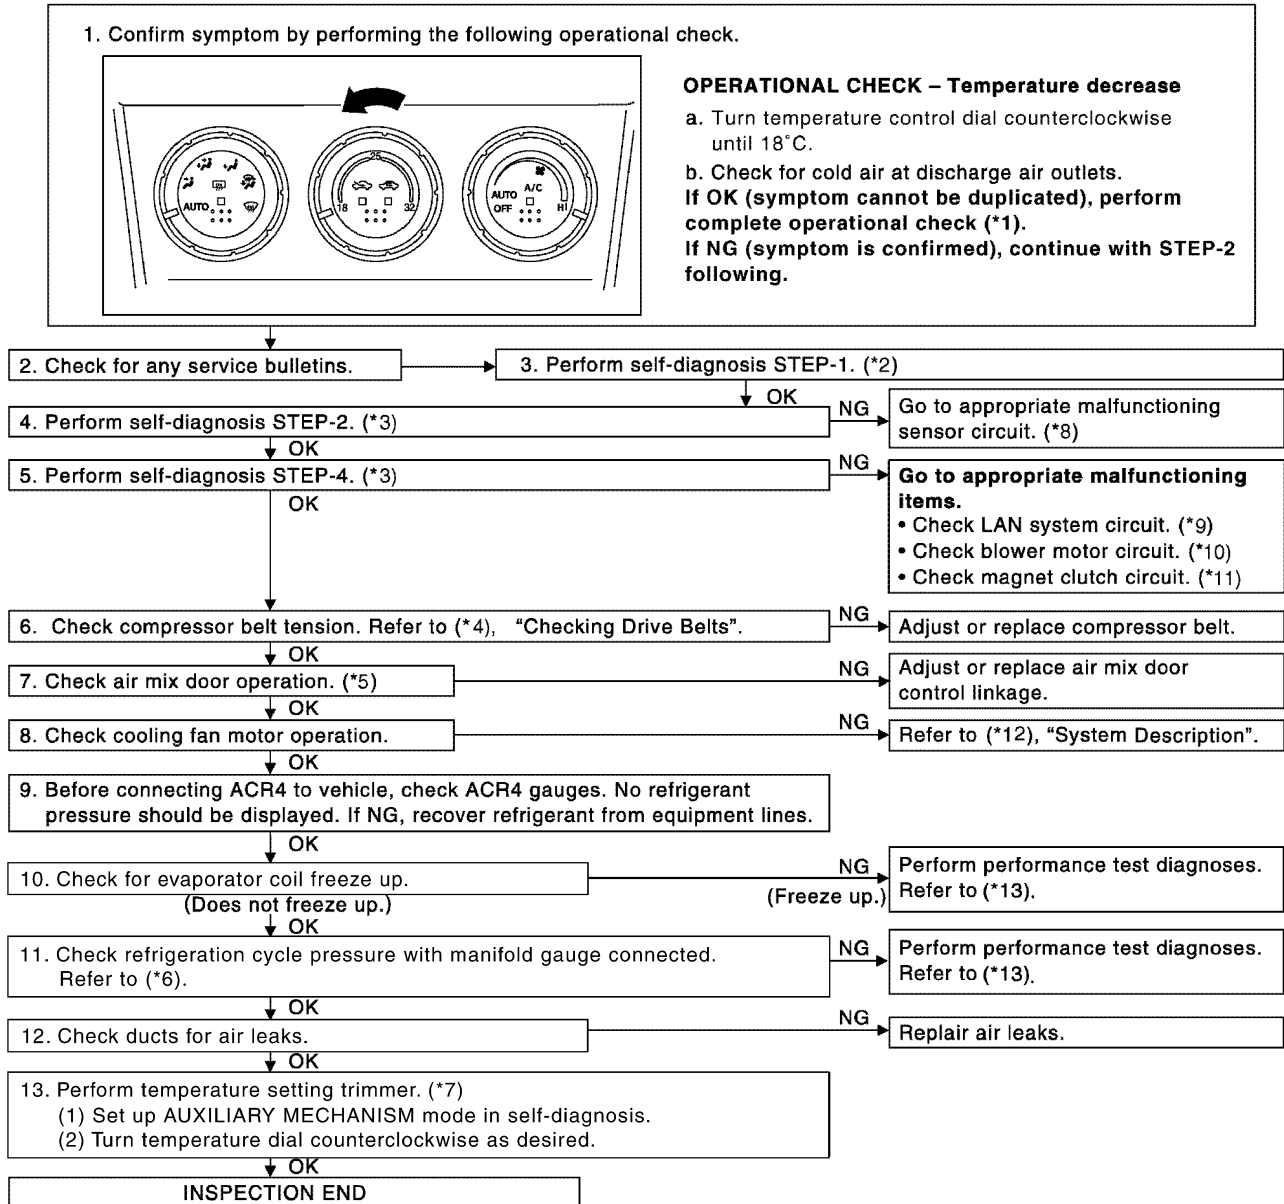 1. Confirm symptom by performing the following operational check.
AUTO
18
25
32
AUTO
OFF
A/C
HI
OPERATIONAL CHECK – Temperature decrease
a. Turn temperature control dial counterclockwise
until 18˚C.
b. Check for cold air at discharge air outlets.
If OK (symptom cannot be duplicated), perform
complete operational check (*1).
If NG (symptom is confirmed), continue with STEP-2
following.
2. Check for any service bulletins.
3. Perform self-diagnosis STEP-1. (*2)
OK
4. Perform self-diagnosis STEP-2. (*3)
NG
Go to appropriate malfunctioning
sensor circuit. (*8)
OK
5. Perform self-diagnosis STEP-4. (*3)
NG
Go to appropriate malfunctioning
items.
• Check LAN system circuit. (*9)
• Check blower motor circuit. (*10)
• Check magnet clutch circuit. (*11)
OK
6. Check compressor belt tension. Refer to (*4), "Checking Drive Belts".
NG
Adjust or replace compressor belt.
OK
7. Check air mix door operation. (*5)
NG
Adjust or replace air mix door
control linkage.
OK
8. Check cooling fan motor operation.
NG
Refer to (*12), "System Description".
OK
9. Before connecting ACR4 to vehicle, check ACR4 gauges. No refrigerant
pressure should be displayed. If NG, recover refrigerant from equipment lines.
OK
10. Check for evaporator coil freeze up.
NG
(Freeze up.)
Perform performance test diagnoses.
Refer to (*13).
(Does not freeze up.)
OK
11. Check refrigeration cycle pressure with manifold gauge connected.
Refer to (*6).
NG
Perform performance test diagnoses.
Refer to (*13).
OK
12. Check ducts for air leaks.
NG
Replair air leaks.
OK
13. Perform temperature setting trimmer. (*7)
(1) Set up AUXILIARY MECHANISM mode in self-diagnosis.
(2) Turn temperature dial counterclockwise as desired.
OK
INSPECTION END